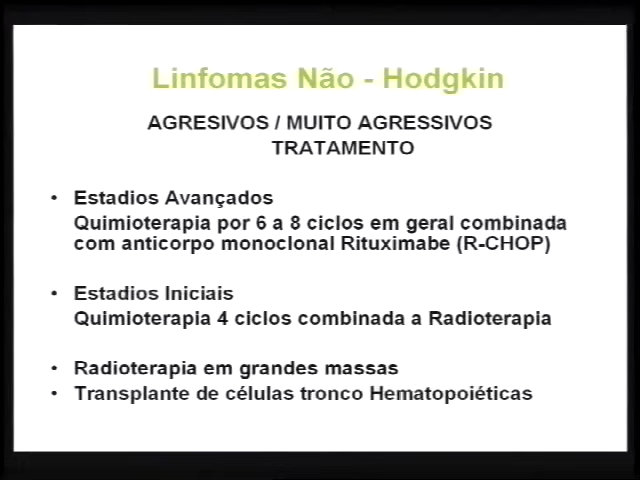 Linfomas Não - Hodgkin
AGRESIVOS / MUITO AGRESSIVOS
TRATAMENTO
• Estadios Avançados
Quimioterapia por 6 a 8 ciclos em geral combinada
com anticorpo monoclonal Rituximabe (R-CHOP)
• Estadios Iniciais
Quimioterapia 4 ciclos combinada a Radioterapia
• Radioterapia em grandes massas
• Transplante de células tronco Hematopoiéticas